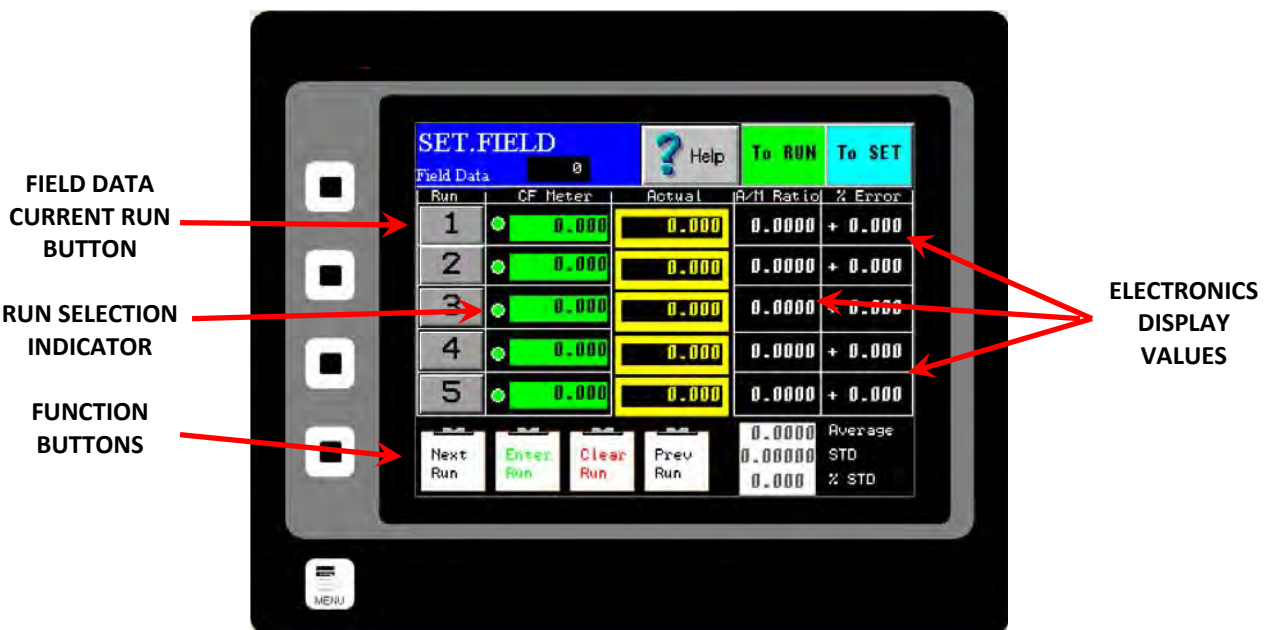 SET.FIELD
Field Data
0
Help
To RUN
To SET
Run
CF Meter
Actual
A/M Ratio
% Error
1
0.000
0.000
0.0000
+ 0.000
2
0.000
0.000
0.0000
+ 0.000
3
0.000
0.000
0.0000
+ 0.000
4
0.000
0.000
0.0000
+ 0.000
5
0.000
0.000
0.0000
+ 0.000
Next
Run
Enter
Run
Clear
Run
Prev
Run
0.0000 Average
0.00000 STD
0.000 % STD
MENU
FIELD DATA
CURRENT RUN
BUTTON
RUN SELECTION
INDICATOR
FUNCTION
BUTTONS
ELECTRONICS
DISPLAY
VALUES